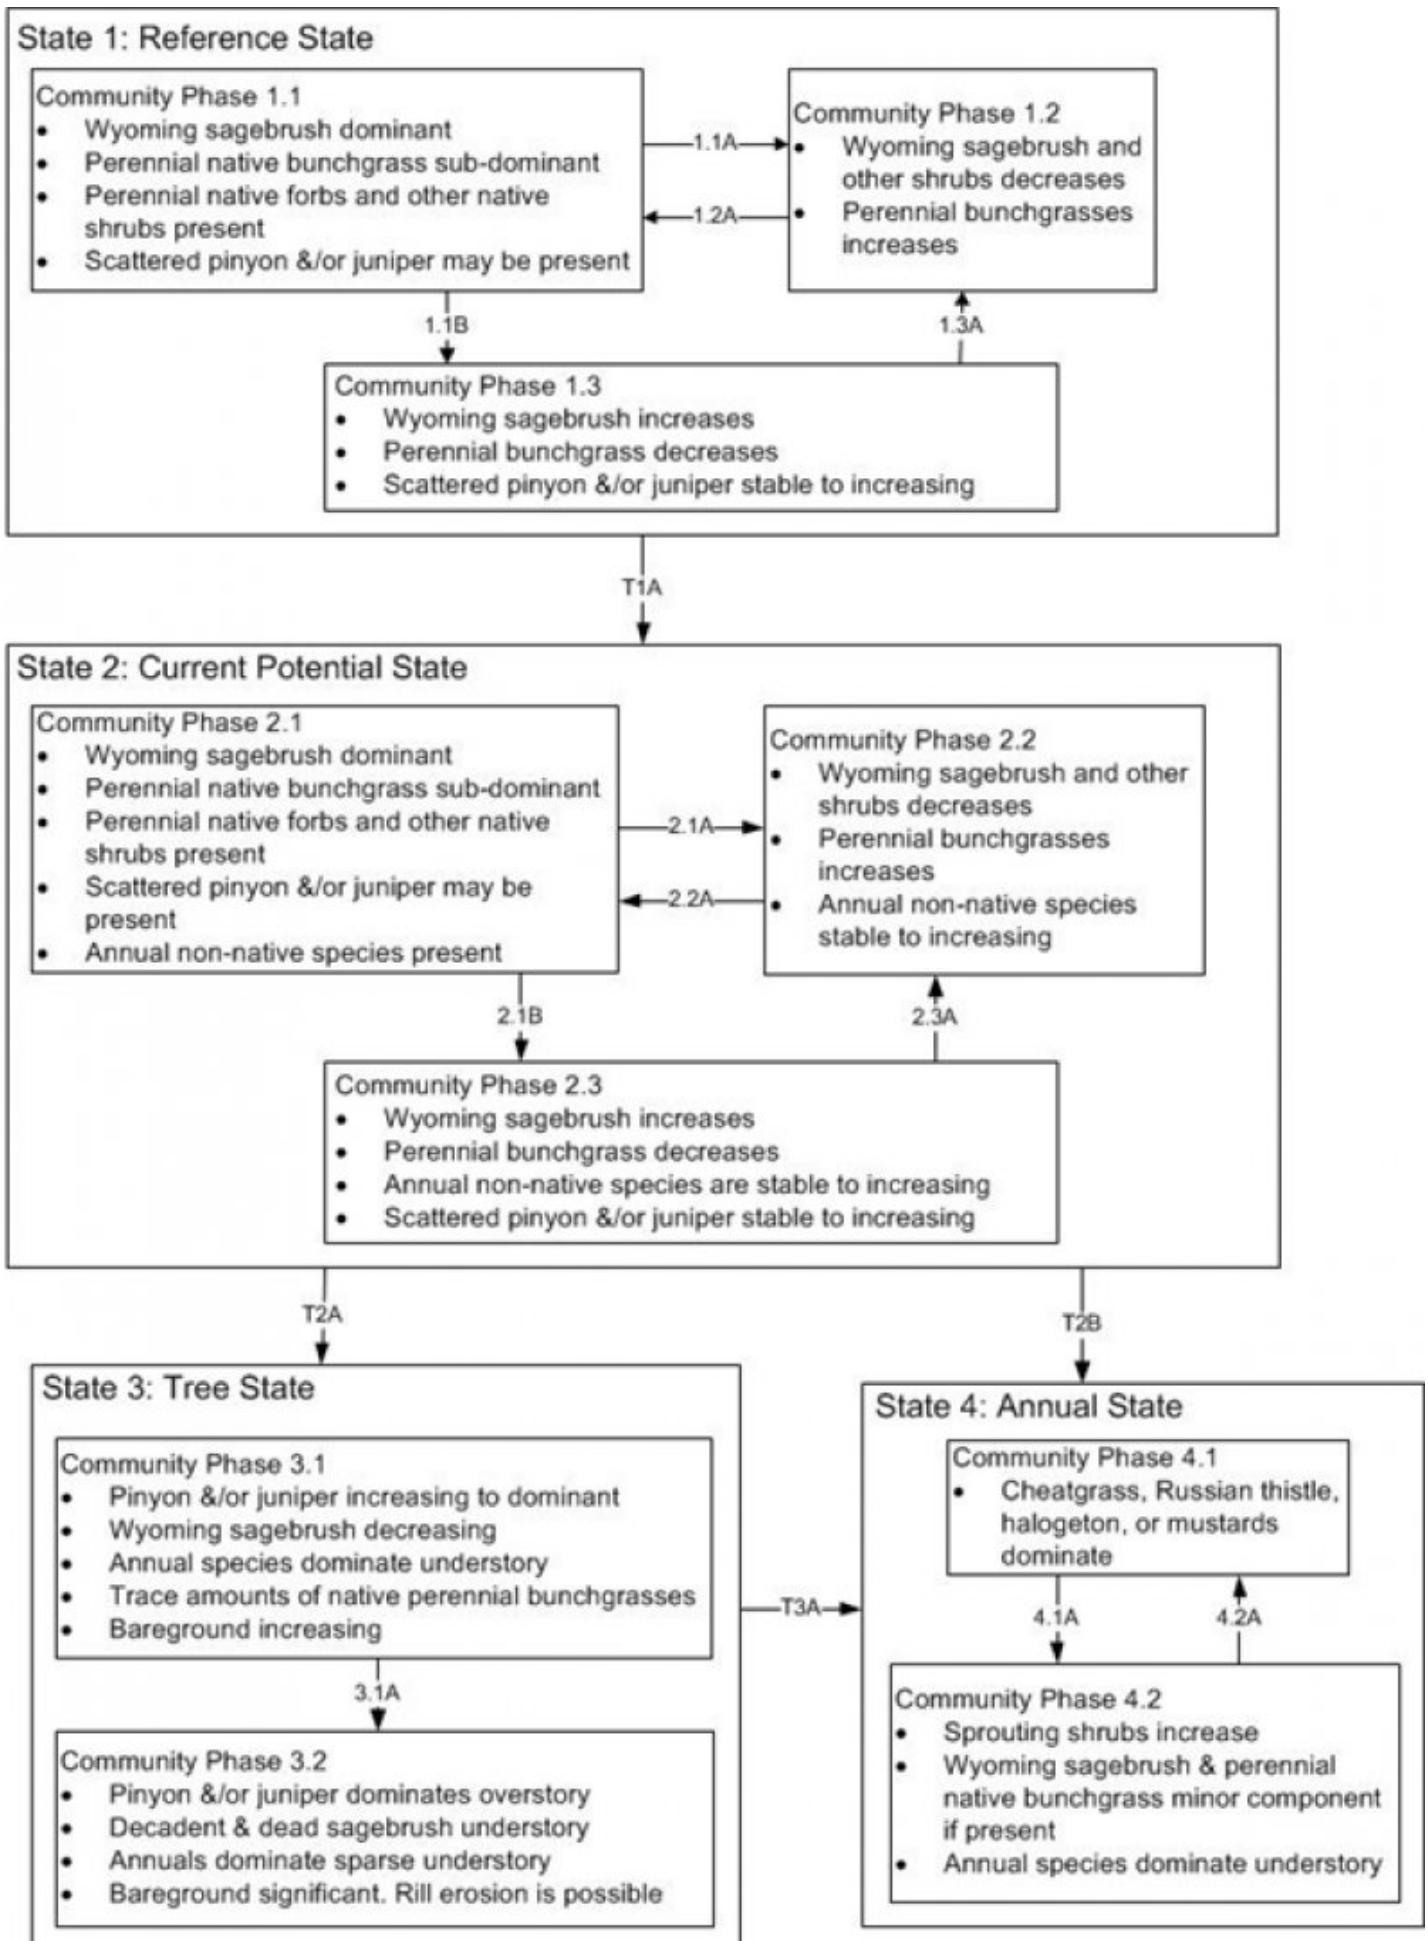 State 1: Reference State
Community Phase 1.1
• Wyoming sagebrush dominant
• Perennial native bunchgrass sub-dominant
• Perennial native forbs and other native
shrubs present
• Scattered pinyon &/or juniper may be present
1.1A
1.2A
Community Phase 1.2
• Wyoming sagebrush and
other shrubs decreases
• Perennial bunchgrasses
increases
1.1B
1.3A
Community Phase 1.3
• Wyoming sagebrush increases
• Perennial bunchgrass decreases
• Scattered pinyon &/or juniper stable to increasing
T1A
State 2: Current Potential State
Community Phase 2.1
• Wyoming sagebrush dominant
• Perennial native bunchgrass sub-dominant
• Perennial native forbs and other native
shrubs present
• Scattered pinyon &/or juniper may be
present
• Annual non-native species present
2.1A
2.2A
Community Phase 2.2
• Wyoming sagebrush and other
shrubs decreases
• Perennial bunchgrasses
increases
• Annual non-native species
stable to increasing
2.1B
2.3A
Community Phase 2.3
• Wyoming sagebrush increases
• Perennial bunchgrass decreases
• Annual non-native species are stable to increasing
• Scattered pinyon &/or juniper stable to increasing
T2A
T2B
State 3: Tree State
Community Phase 3.1
• Pinyon &/or juniper increasing to dominant
• Wyoming sagebrush decreasing
• Annual species dominate understory
• Trace amounts of native perennial bunchgrasses
• Bareground increasing
3.1A
Community Phase 3.2
• Pinyon &/or juniper dominates overstory
• Decadent & dead sagebrush understory
• Annuals dominate sparse understory
• Bareground significant. Rill erosion is possible
T3A
State 4: Annual State
Community Phase 4.1
• Cheatgrass, Russian thistle,
halogeton, or mustards
dominate
4.1A
4.2A
Community Phase 4.2
• Sprouting shrubs increase
• Wyoming sagebrush & perennial
native bunchgrass minor component
if present
• Annual species dominate understory